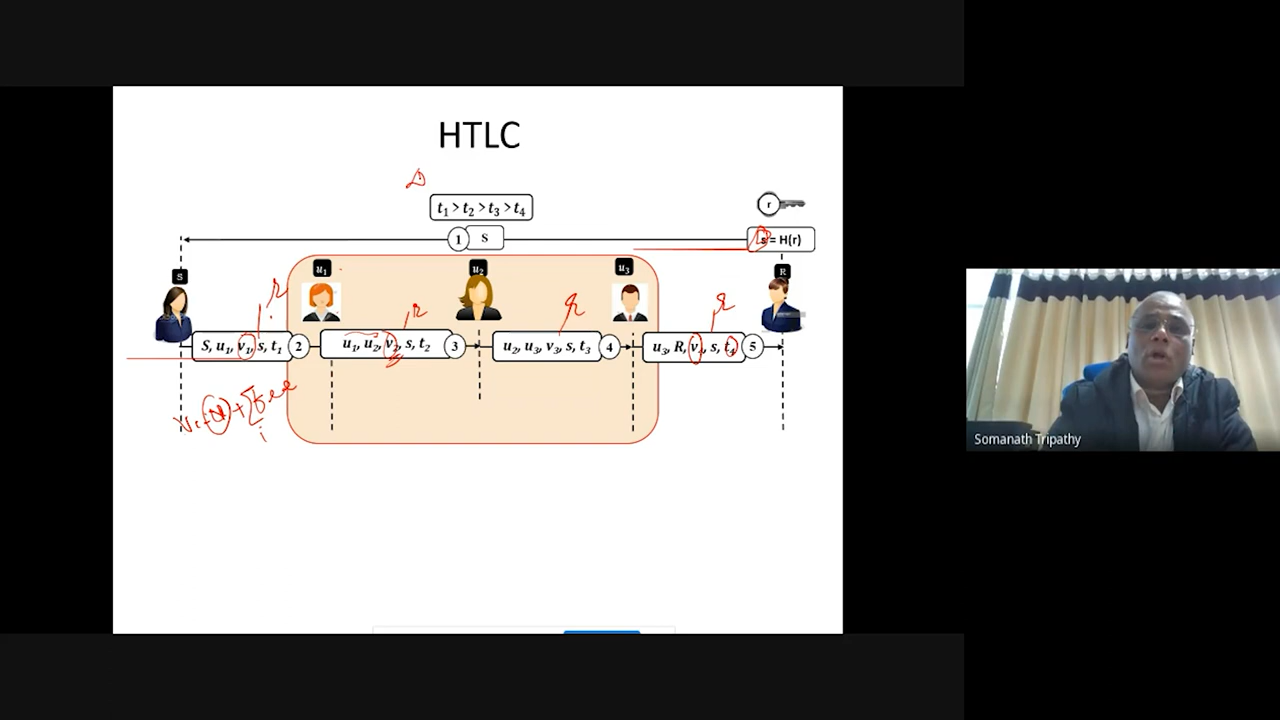 HTLC
t₁ > t₂ > t₃ > t₄
r
1 S
s = H(r)
S
u₁
u₂
u₃
R
r r r r
S, u₁, v₁, s, t₁ 2
u₁, u₂, v₂, s, t₂ 3
u₂, u₃, v₃, s, t₃ 4
u₃, R, v₄, s, t₄ 5
i
Somanath Tripathy